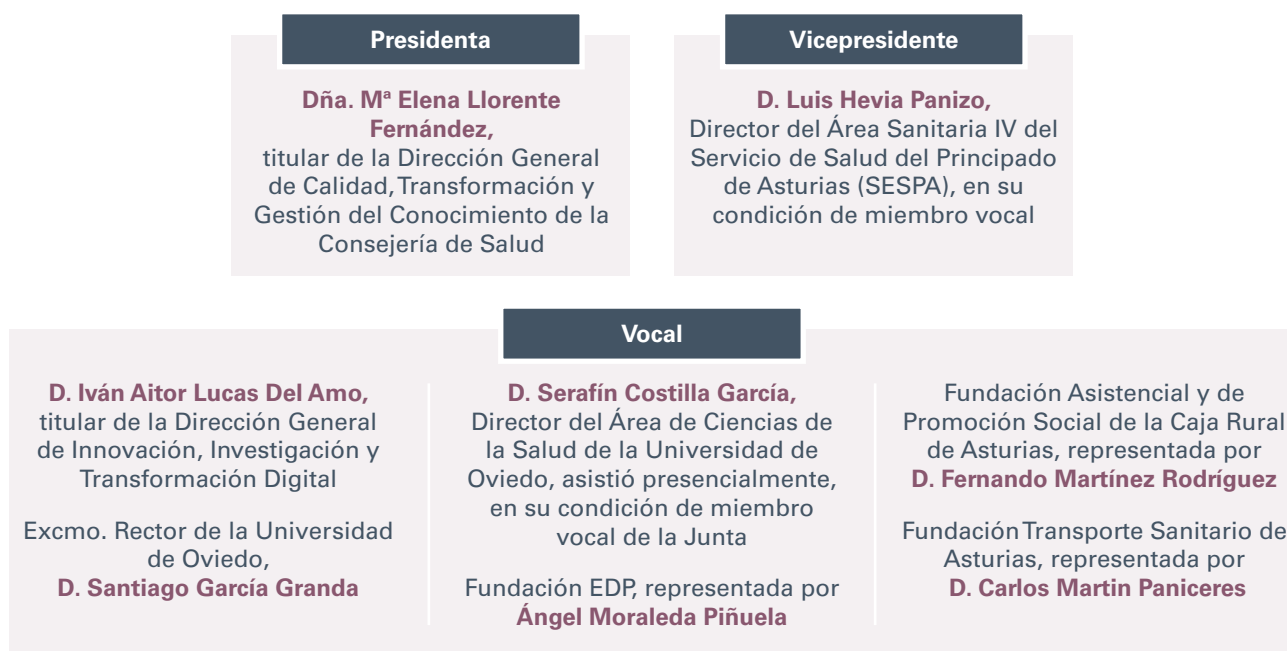 Presidenta
Dña. Mª Elena Llorente
Fernández,
titular de la Dirección General
de Calidad, Transformación y
Gestión del Conocimiento de la
Consejería de Salud
Vicepresidente
D. Luis Hevia Panizo,
Director del Área Sanitaria IV del
Servicio de Salud del Principado
de Asturias (SESPA), en su
condición de miembro vocal
Vocal
D. Iván Aitor Lucas Del Amo,
titular de la Dirección General
de Innovación, Investigación y
Transformación Digital
Excmo. Rector de la Universidad
de Oviedo,
D. Santiago García Granda
D. Serafín Costilla García,
Director del Área de Ciencias de
la Salud de la Universidad de
Oviedo, asistió presencialmente,
en su condición de miembro
vocal de la Junta
Fundación EDP, representada por
Ángel Moraleda Piñuela
Fundación Asistencial y de
Promoción Social de la Caja Rural
de Asturias, representada por
D. Fernando Martínez Rodríguez
Fundación Transporte Sanitario de
Asturias, representada por
D. Carlos Martin Paniceres